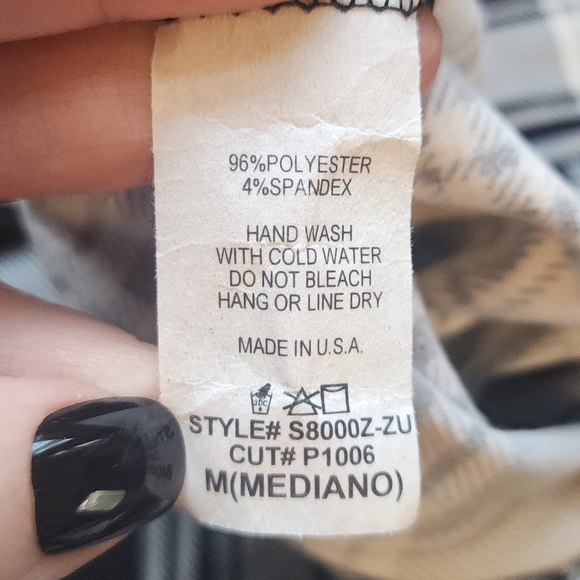 96%POLYESTER
4%SPANDEX
HAND WASH
WITH COLD WATER
DO NOT BLEACH
HANG OR LINE DRY
MADE IN U.S.A.
STYLE# S8000Z-ZU
CUT# P1006
M(MEDIANO)